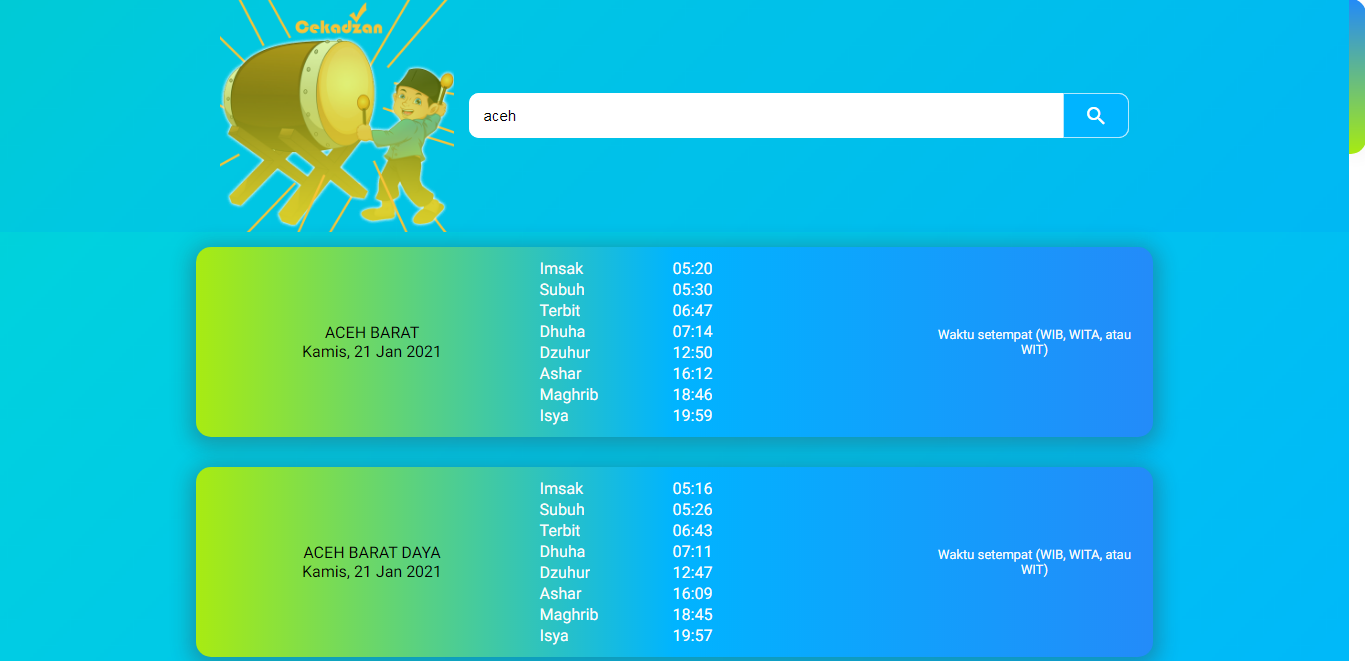 Cekadzan
aceh
ACEH BARAT
Kamis, 21 Jan 2021
Imsak 05:20
Subuh 05:30
Terbit 06:47
Dhuha 07:14
Dzuhur 12:50
Ashar 16:12
Maghrib 18:46
Isya 19:59
Waktu setempat (WIB, WITA, atau
WIT)
ACEH BARAT DAYA
Kamis, 21 Jan 2021
Imsak 05:16
Subuh 05:26
Terbit 06:43
Dhuha 07:11
Dzuhur 12:47
Ashar 16:09
Maghrib 18:45
Isya 19:57
Waktu setempat (WIB, WITA, atau
WIT)